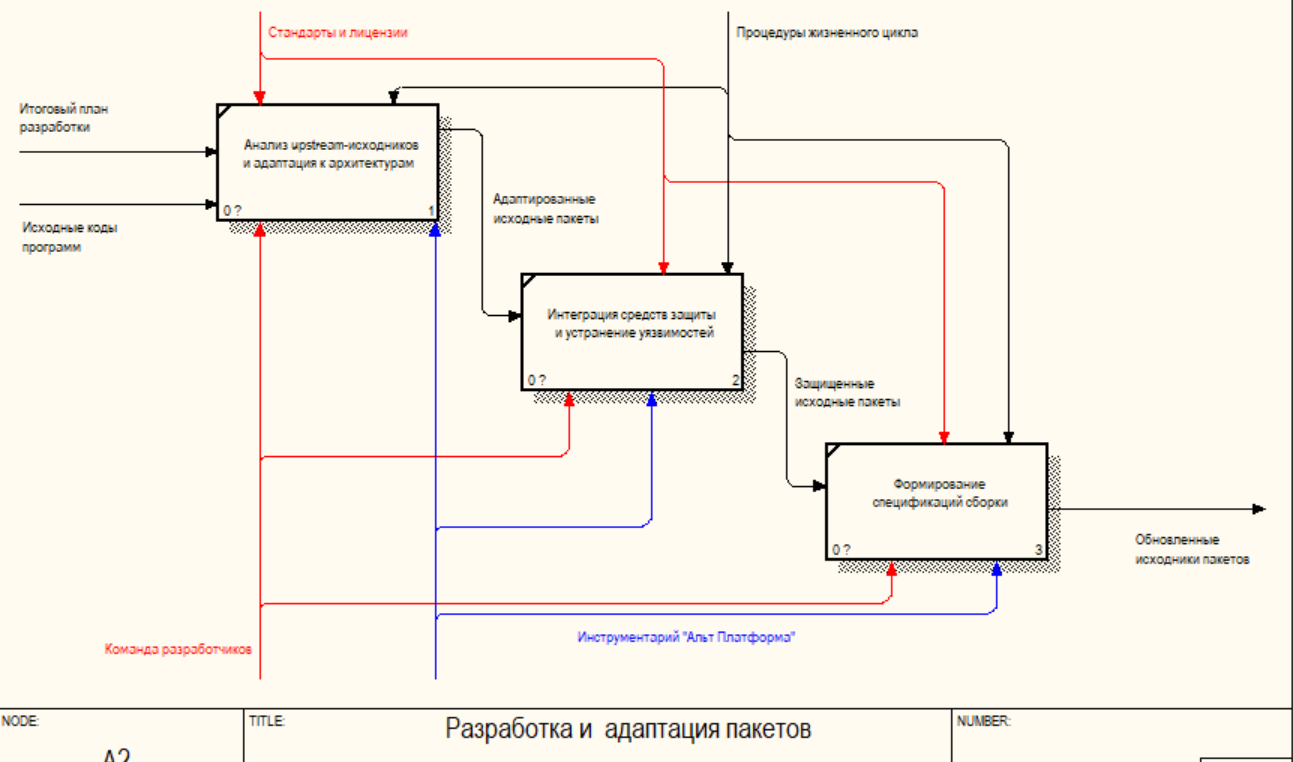 Стандарты и лицензии
Процедуры жизненного цикла
Итоговый план
разработки
Анализ upstream-исходников
и адаптация к архитектурам
0 ?
1
Исходные коды
программ
Адаптированные
исходные пакеты
Интеграция средств защиты
и устранение уязвимостей
0 ?
2
Защищенные
исходные пакеты
Формирование
спецификаций сборки
0 ?
3
Обновленные
исходники пакетов
Команда разработчиков
Инструментарий "Альт Платформа"
NODE:
A2
TITLE:
Разработка и адаптация пакетов
NUMBER: